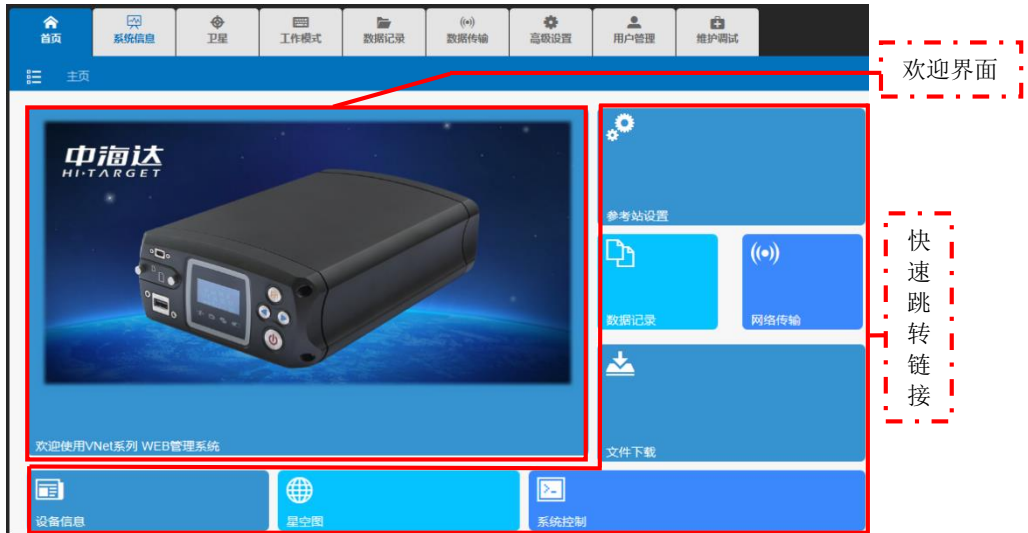 首页
系统信息
卫星
工作模式
数据记录
数据传输
高级设置
用户管理
维护调试
主页
欢迎界面
中海达
HI·TARGET
参考站设置
数据记录
网络传输
快速跳转链接
文件下载
欢迎使用VNet系列 WEB管理系统
设备信息
星空图
系统控制